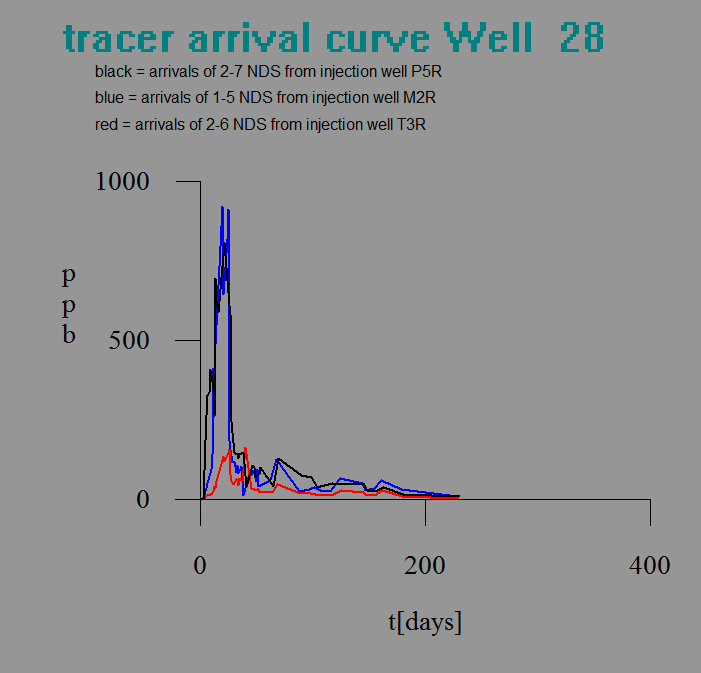 tracer arrival curve Well 28
black = arrivals of 2-7 NDS from injection well P5R
blue = arrivals of 1-5 NDS from injection well M2R
red = arrivals of 2-6 NDS from injection well T3R
1000
p
p
b
500
0
0 200 400
t[days]